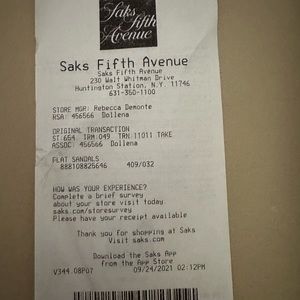 Saks
fifth
Avenue
Saks Fifth Avenue
Saks Fifth Avenue
230 Walt Whitman Drive
Huntington Station, N.Y. 11746
631-350-1100
STORE MGR: Rebecca Demonte
RSA: 456566 Dollena
ORIGINAL TRANSACTION
ST:654 TRM:049 TRN:11011 TAKE
ASSOC: 456566 Dollena
FLAT SANDALS
888108825646 409/032
HOW WAS YOUR EXPERIENCE?
Complete a brief survey
about your store visit today
saks.com/storesurvey
Please have your receipt available
Thank you for shopping at Saks
Visit saks.com
Download the Saks App
from the App Store
V344.08P07 09/24/2021 02:12PM